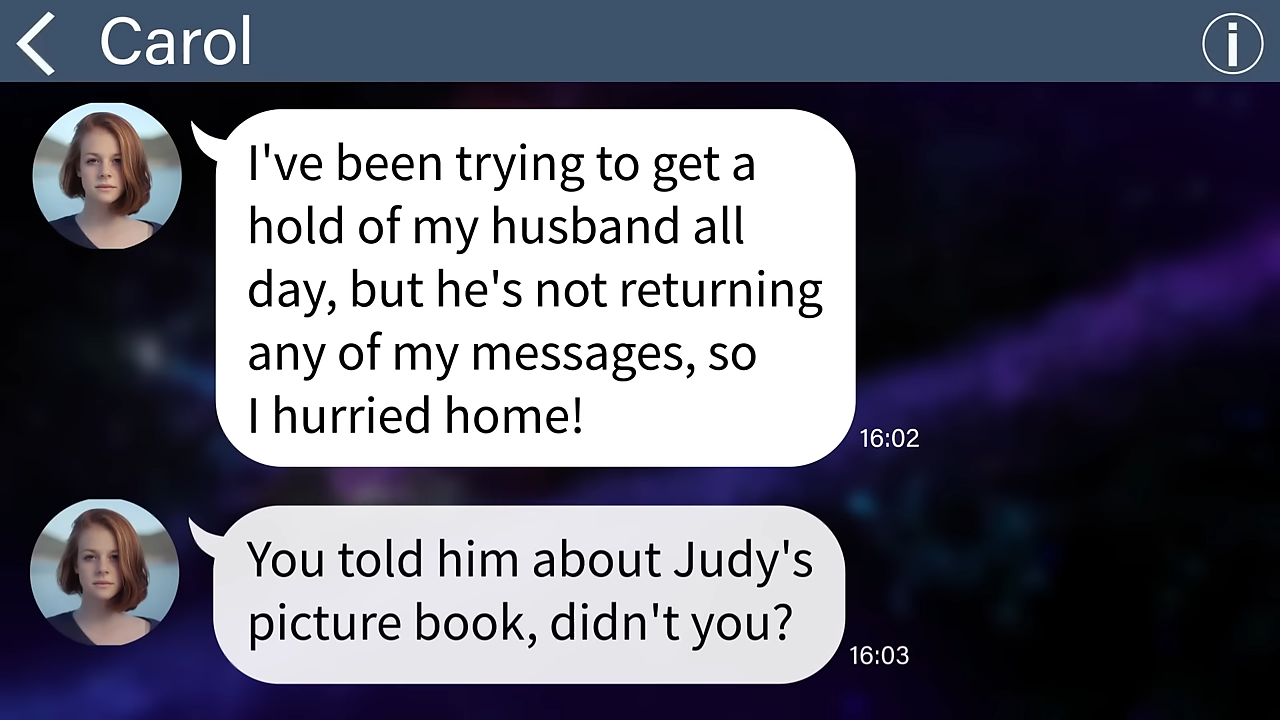 Carol
I've been trying to get a
hold of my husband all
day, but he's not returning
any of my messages, so
I hurried home!
16:02
You told him about Judy's
picture book, didn't you?
16:03